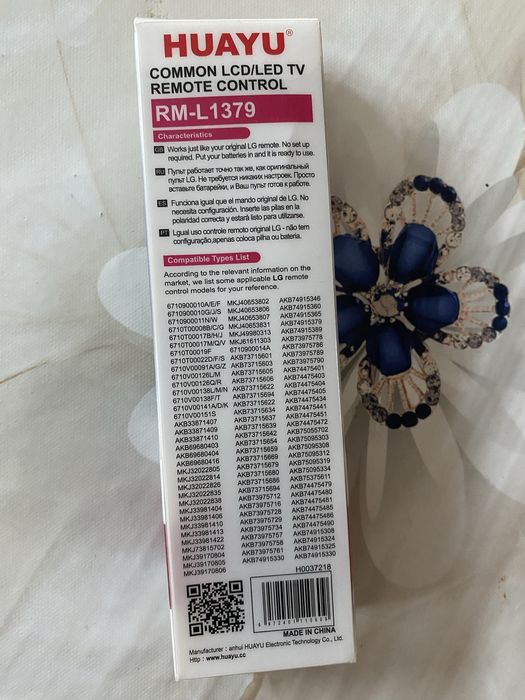 HUAYU®
COMMON LCD/LED TV
REMOTE CONTROL
RM-L1379
Characteristics
GB Works just like your original LG remote. No set up
required. Put your batteries in and it is ready to use.
RU Пульт работает точно так же, как оригинальный
пульт LG. Не требуется никаких настроек. Просто
вставьте батарейки, и Ваш пульт готов к работе.
ES Funciona igual que el mando original de LG. No
necesita configuración. Inserte las pilas en la
polaridad correcta y estará listo para utilizarse.
PT Lgual uso controle remoto original LG - não tem
configuração,apenas coloca pilha ou bateria.
Compatible Types List
According to the relevant information on the
market, we list some applicable LG remote
control models for your reference.
6710900010A/E/F MKJ40653802 AKB74915346
6710900010G/J/S MKJ40653806 AKB74915360
6710900011N/W MKJ40653807 AKB74915365
6710T00008B/C/G MKJ40653831 AKB74915379
6710T00017B/H/J MKJ49980313 AKB74915389
6710T00017M/Q/V MKJ61611303 AKB73975778
6710T00019F 6710900014A AKB73975786
6710T00022D/F/S AKB73715601 AKB73975789
6710V00091A/G/Z AKB73715603 AKB73975790
6710V00126L/M AKB73715605 AKB74475401
6710V00126Q/R AKB73715606 AKB74475403
6710V00138L/M/N AKB73715622 AKB74475404
6710V00138F/T AKB73715694 AKB74475405
6710V00141A/D/K AKB73715622 AKB74475434
6710V00151S AKB73715634 AKB74475441
AKB33871407 AKB73715637 AKB74475451
AKB33871409 AKB73715639 AKB74475472
AKB33871410 AKB73715642 AKB75055702
AKB69680403 AKB73715654 AKB75095303
AKB69680404 AKB73715659 AKB75095308
AKB69680416 AKB73715669 AKB75095312
MKJ32022805 AKB73715679 AKB75095319
MKJ32022814 AKB73715680 AKB75095334
MKJ32022826 AKB73715686 AKB75375611
MKJ32022835 AKB73715694 AKB74475479
MKJ32022838 AKB73975712 AKB74475480
MKJ33981404 AKB73975716 AKB74475481
MKJ33981406 AKB73975728 AKB74475485
MKJ33981410 AKB73975729 AKB74475486
MKJ33981413 AKB73975734 AKB74475490
MKJ33981422 AKB73975757 AKB74915308
MKJ73815702 AKB73975758 AKB74915324
MKJ39170804 AKB73975761 AKB74915325
MKJ39170805 AKB74915330 AKB74915330
MKJ39170806
H0037218
MADE IN CHINA
Manufacturer : anhui HUAYU Electronic Technology Co., Ltd.
Http : www.huayu.cc